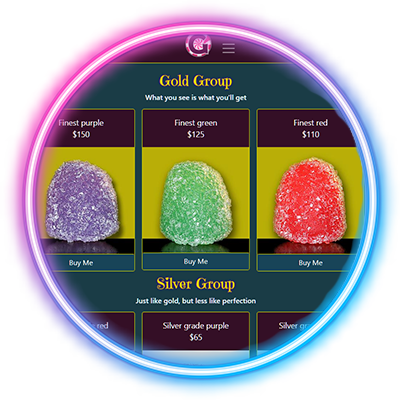 Gold Group
What you see is what you'll get
Finest purple
$150
Finest green
$125
Finest red
$110
Buy Me
Buy Me
Buy Me
Silver Group
Just like gold, but less like perfection
red
Silver grade purple
$65
Silver